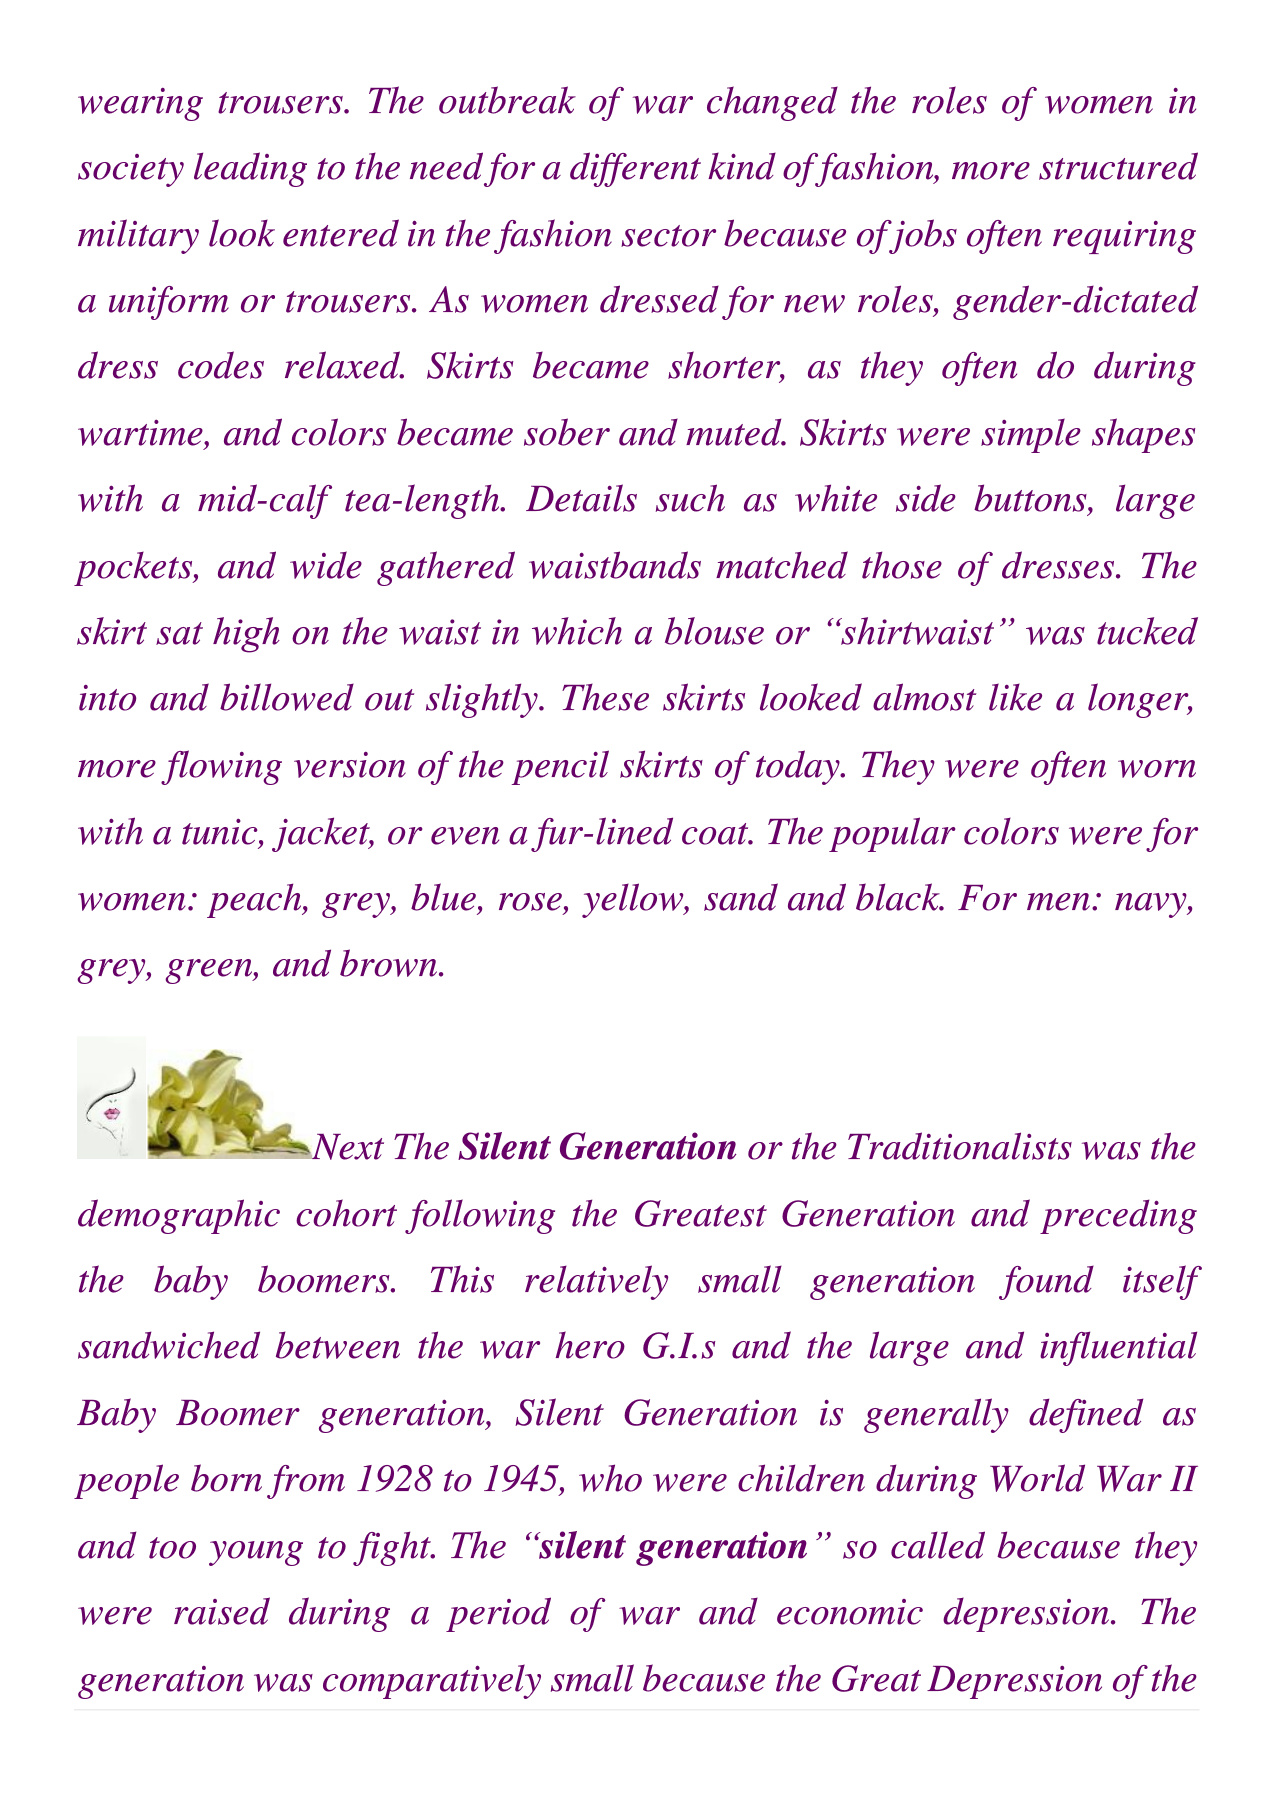 wearing trousers. The outbreak of war changed the roles of women in
society leading to the need for a different kind of fashion, more structured
military look entered in the fashion sector because of jobs often requiring
a uniform or trousers. As women dressed for new roles, gender-dictated
dress codes relaxed. Skirts became shorter, as they often do during
wartime, and colors became sober and muted. Skirts were simple shapes
with a mid-calf tea-length. Details such as white side buttons, large
pockets, and wide gathered waistbands matched those of dresses. The
skirt sat high on the waist in which a blouse or “shirtwaist” was tucked
into and billowed out slightly. These skirts looked almost like a longer,
more flowing version of the pencil skirts of today. They were often worn
with a tunic, jacket, or even a fur-lined coat. The popular colors were for
women: peach, grey, blue, rose, yellow, sand and black. For men: navy,
grey, green, and brown.
Next The Silent Generation or the Traditionalists was the
demographic cohort following the Greatest Generation and preceding
the baby boomers. This relatively small generation found itself
sandwiched between the war hero G.I.s and the large and influential
Baby Boomer generation, Silent Generation is generally defined as
people born from 1928 to 1945, who were children during World War II
and too young to fight. The “silent generation” so called because they
were raised during a period of war and economic depression. The
generation was comparatively small because the Great Depression of the